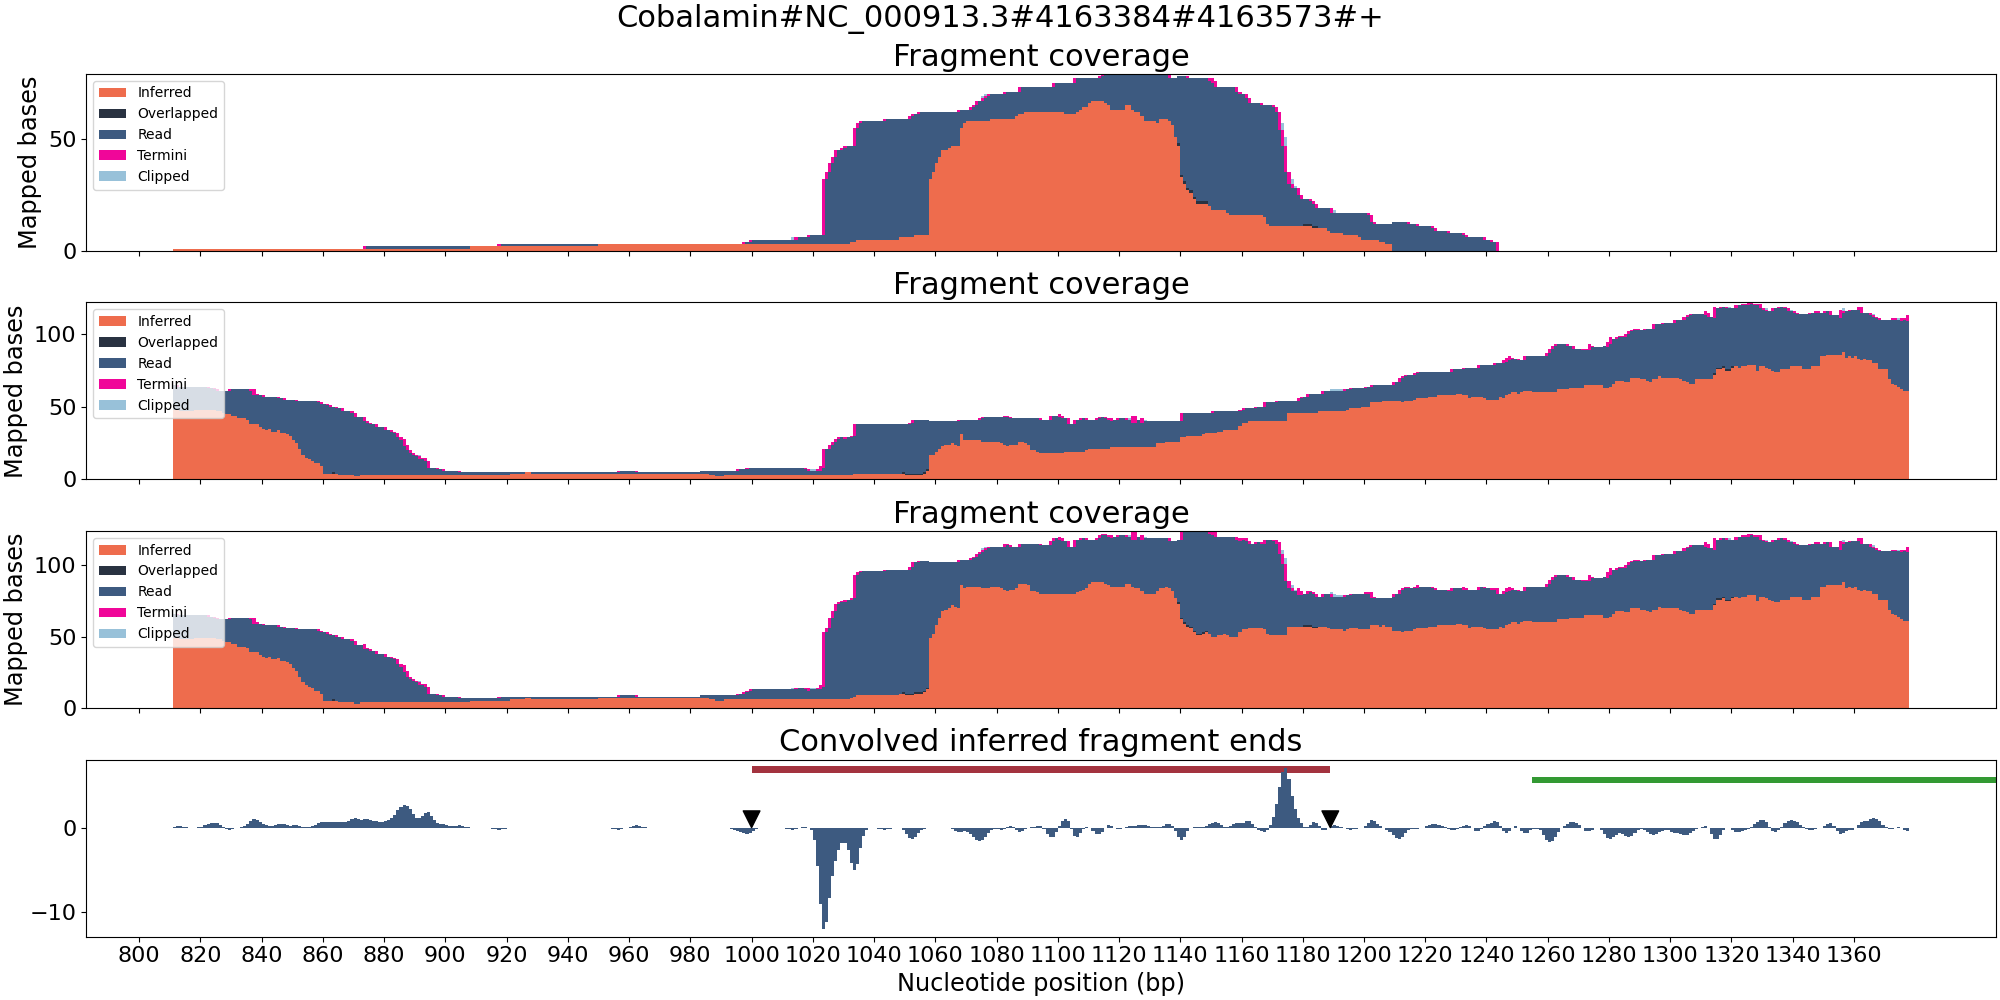 Cobalamin#NC_000913.3#4163384#4163573#+
Fragment coverage
Mapped bases
50
0
Inferred
Overlapped
Read
Termini
Clipped
Fragment coverage
Mapped bases
100
50
0
Inferred
Overlapped
Read
Termini
Clipped
Fragment coverage
Mapped bases
100
50
0
Inferred
Overlapped
Read
Termini
Clipped
Convolved inferred fragment ends
0
−10
800 820 840 860 880 900 920 940 960 980 1000 1020 1040 1060 1080 1100 1120 1140 1160 1180 1200 1220 1240 1260 1280 1300 1320 1340 1360
Nucleotide position (bp)